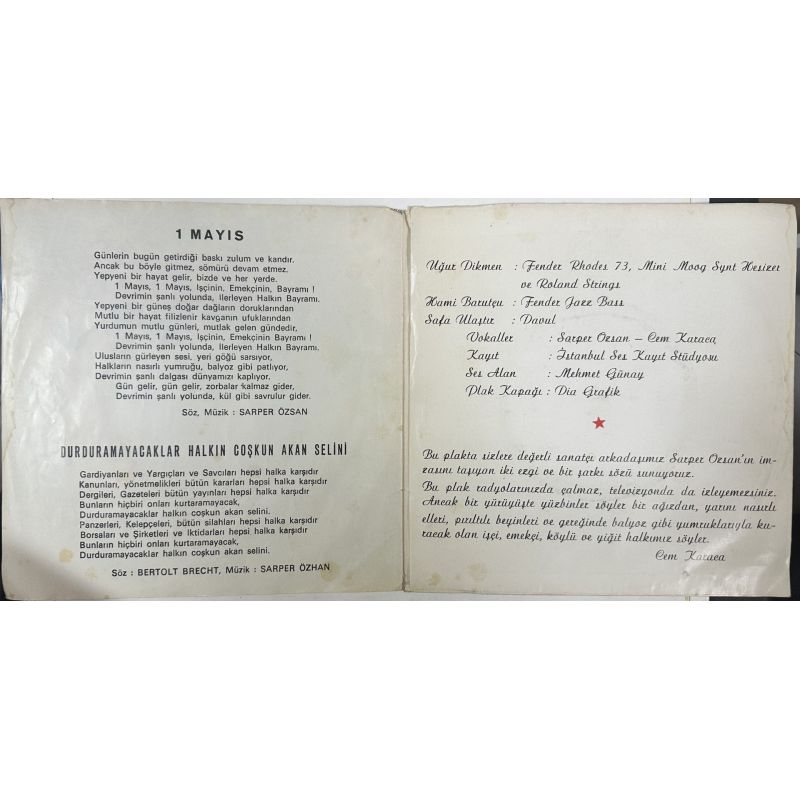 1 MAYIS
Günlerin bugün getirdiği baskı zulum ve kandır.
Ancak bu böyle gitmez, sömürü devam etmez.
Yepyeni bir hayat gelir, bizde ve her yerde.
1 Mayıs, 1 Mayıs, İşçinin, Emekçinin, Bayramı !
Devrimin şanlı yolunda, ilerleyen Halkın Bayramı.
Yepyeni bir güneş doğar dağların doruklarından
Mutlu bir hayat filizlenir kavganın ufuklarından
Yurdumun mutlu günleri, mutlak gelen gündedir,
1 Mayıs, 1 Mayıs, İşçinin, Emekçinin Bayramı !
Devrimin şanlı yolunda, ilerleyen Halkın Bayramı.
Ulusların gürleyen sesi, yeri göğü sarsıyor,
Halkların nasırlı yumruğu, balyoz gibi patlıyor,
Devrimin şanlı dalgası dünyamızı kaplıyor,
Gün gelir, gün gelir, zorbalar kalmaz gider,
Devrimin şanlı yolunda, kül gibi savrulur gider.
Söz, Müzik : SARPER ÖZSAN
DURDURAMAYACAKLAR HALKIN COŞKUN AKAN SELİNİ
Gardiyanları ve Yargıçları ve Savcıları hepsi halka karşıdır
Kanunları, yönetmelikleri bütün kararları hepsi halka karşıdır
Dergileri, Gazeteleri bütün yayınları hepsi halka karşıdır
Bunların hiçbiri onları kurtaramayacak,
Durduramayacaklar halkın coşkun akan selini.
Panzerleri, Kelepçeleri, bütün silahları hepsi halka karşıdır
Borsaları ve Şirketleri ve İktidarları hepsi halka karşıdır
Bunların hiçbiri onları kurtaramayacak,
Durduramayacaklar halkın coşkun akan selini.
Söz : BERTOLT BRECHT, Müzik : SARPER ÖZHAN
Uğur Dikmen : Fender Rhodes 73, Mini Moog Synt Hesizer
ve Roland Strings
Hami Barutçu : Fender Jazz Bass
Safa Ulaştır : Davul
Vokaller : Sarper Ozsan – Cem Karaca
Kayıt : İstanbul Ses Kayıt Stüdyosu
Ses Alan : Mehmet Günay
Plak Kapağı : Dia Grafik
Bu plakta sizlere değerli sanatçı arkadaşımız Sarper Ozsan'ın im-
zasını taşıyan iki ezgi ve bir şarkı sözü sunuyoruz.
Bu plak radyolarınızda çalmaz, televizyonda da izleyemezsiniz.
Ancak bir yürüyüşte yüzbinler söyler bir ağızdan, yarını nasırlı
elleri, pırıltılı beyinleri ve gereğinde balyoz gibi yumruklarıyla ku-
racak olan işçi, emekçi, köylü ve yiğit halkımız söyler.
Cem Karaca